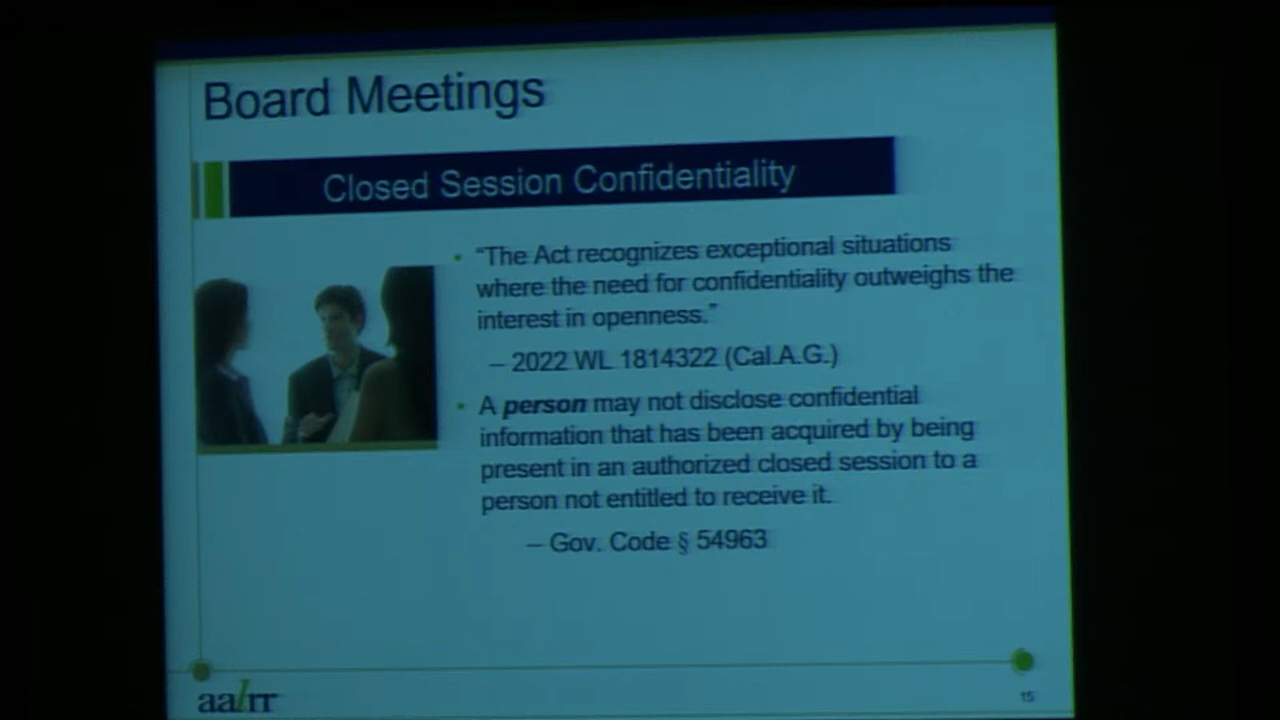 Board Meetings
Closed Session Confidentiality
• “The Act recognizes exceptional situations
where the need for confidentiality outweighs the
interest in openness.”
– 2022 WL 1814322 (Cal.A.G.)
• A person may not disclose confidential
information that has been acquired by being
present in an authorized closed session to a
person not entitled to receive it.
– Gov. Code § 54963
aalrr
15